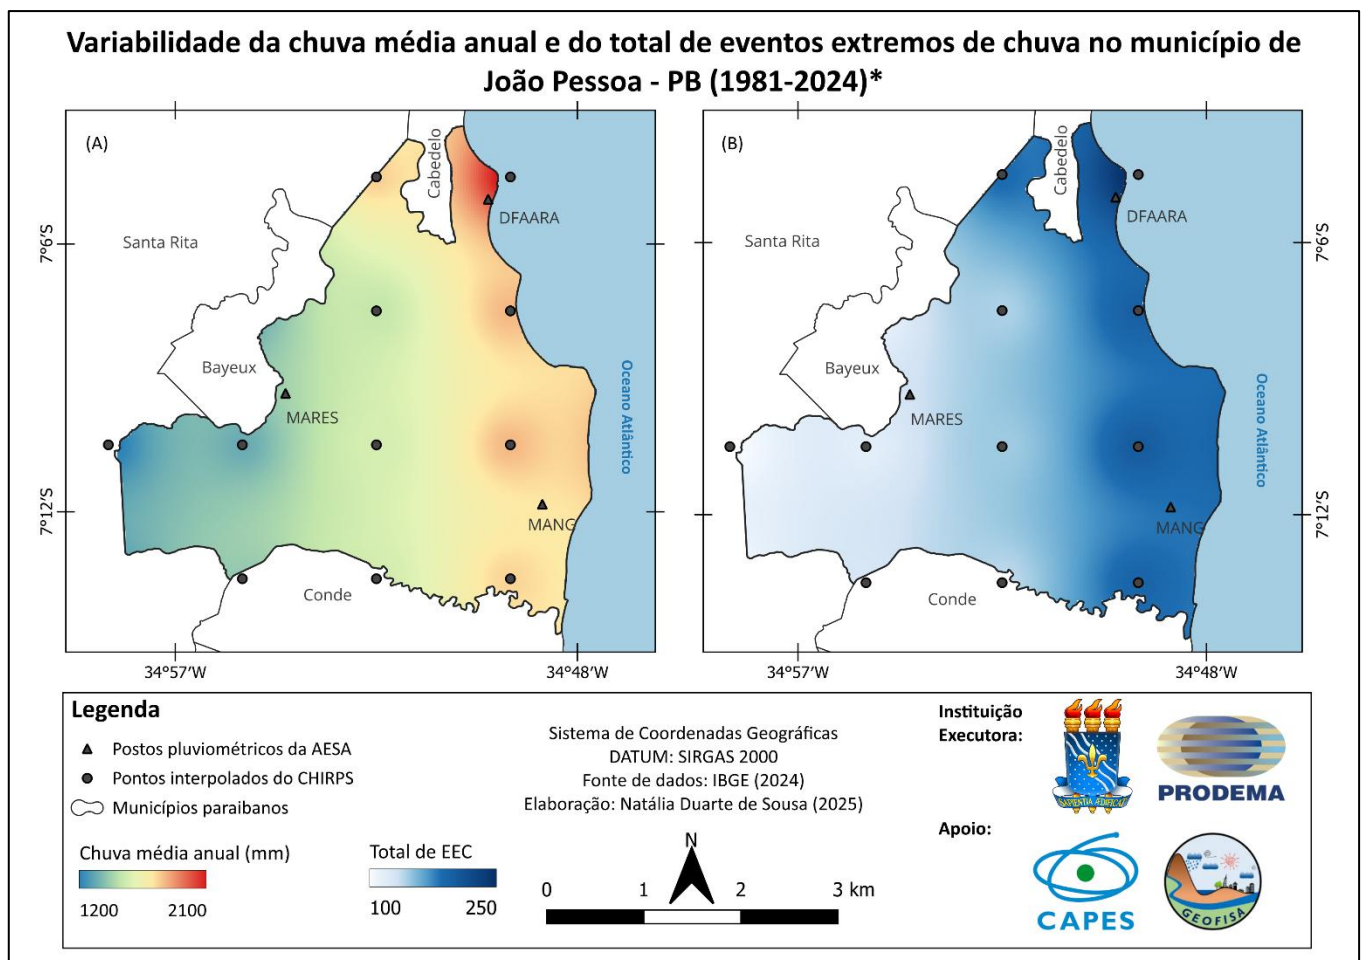 Variabilidade da chuva média anual e do total de eventos extremos de chuva no município de
João Pessoa - PB (1981-2024)*
(A)
Cabedelo
DFAARA
Santa Rita
7°6'S
Bayeux
MARES
Oceano Atlântico
7°12'S
MANG
Conde
34°57'W
34°48'W
(B)
Cabedelo
DFAARA
Santa Rita
7°6'S
Bayeux
MARES
Oceano Atlântico
7°12'S
MANG
Conde
34°57'W
34°48'W
Legenda
Postos pluviométricos da AESA
Pontos interpolados do CHIRPS
Municípios paraibanos
Chuva média anual (mm)
1200 2100
Total de EEC
100 250
Sistema de Coordenadas Geográficas
DATUM: SIRGAS 2000
Fonte de dados: IBGE (2024)
Elaboração: Natália Duarte de Sousa (2025)
N
0 1 2 3 km
Instituição
Executora:
PRODEMA
Apoio:
CAPES
GEOFISA